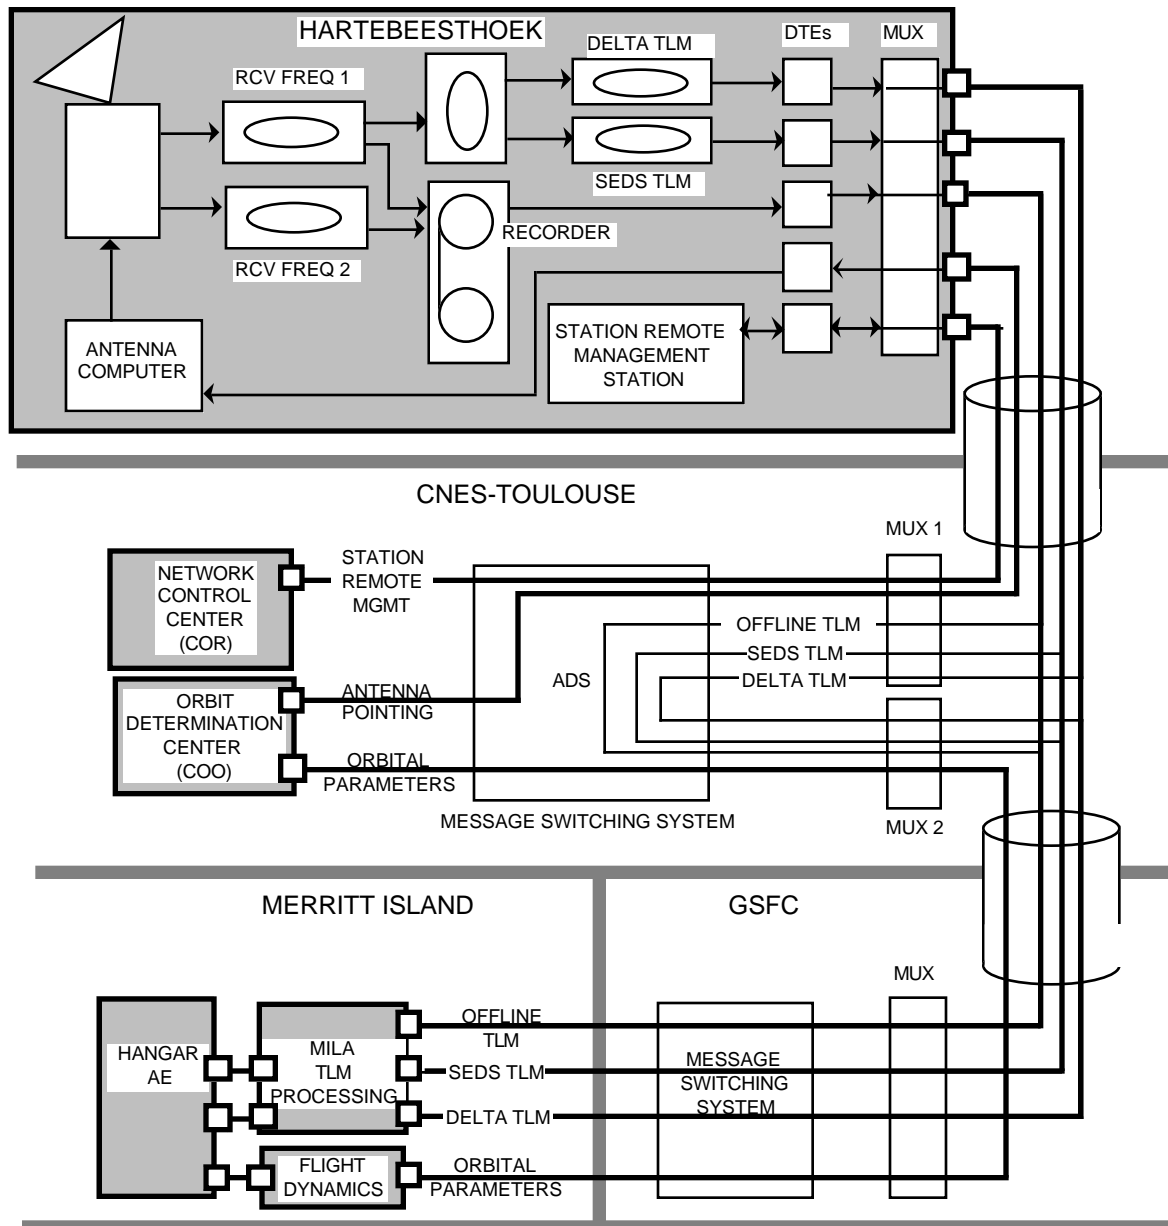 HARTEBEESTHOEK
DELTA TLM
DTEs
MUX
RCV FREQ 1
SEDS TLM
RECORDER
RCV FREQ 2
ANTENNA
COMPUTER
STATION REMOTE
MANAGEMENT
STATION
CNES-TOULOUSE
MUX 1
NETWORK
CONTROL
CENTER
(COR)
STATION
REMOTE
MGMT
OFFLINE TLM
SEDS TLM
DELTA TLM
ADS
ORBIT
DETERMINATION
CENTER
(COO)
ANTENNA
POINTING
ORBITAL
PARAMETERS
MESSAGE SWITCHING SYSTEM
MUX 2
MERRITT ISLAND
GSFC
MUX
HANGAR
AE
MILA
TLM
PROCESSING
OFFLINE
TLM
SEDS TLM
DELTA TLM
MESSAGE
SWITCHING
SYSTEM
FLIGHT
DYNAMICS
ORBITAL
PARAMETERS